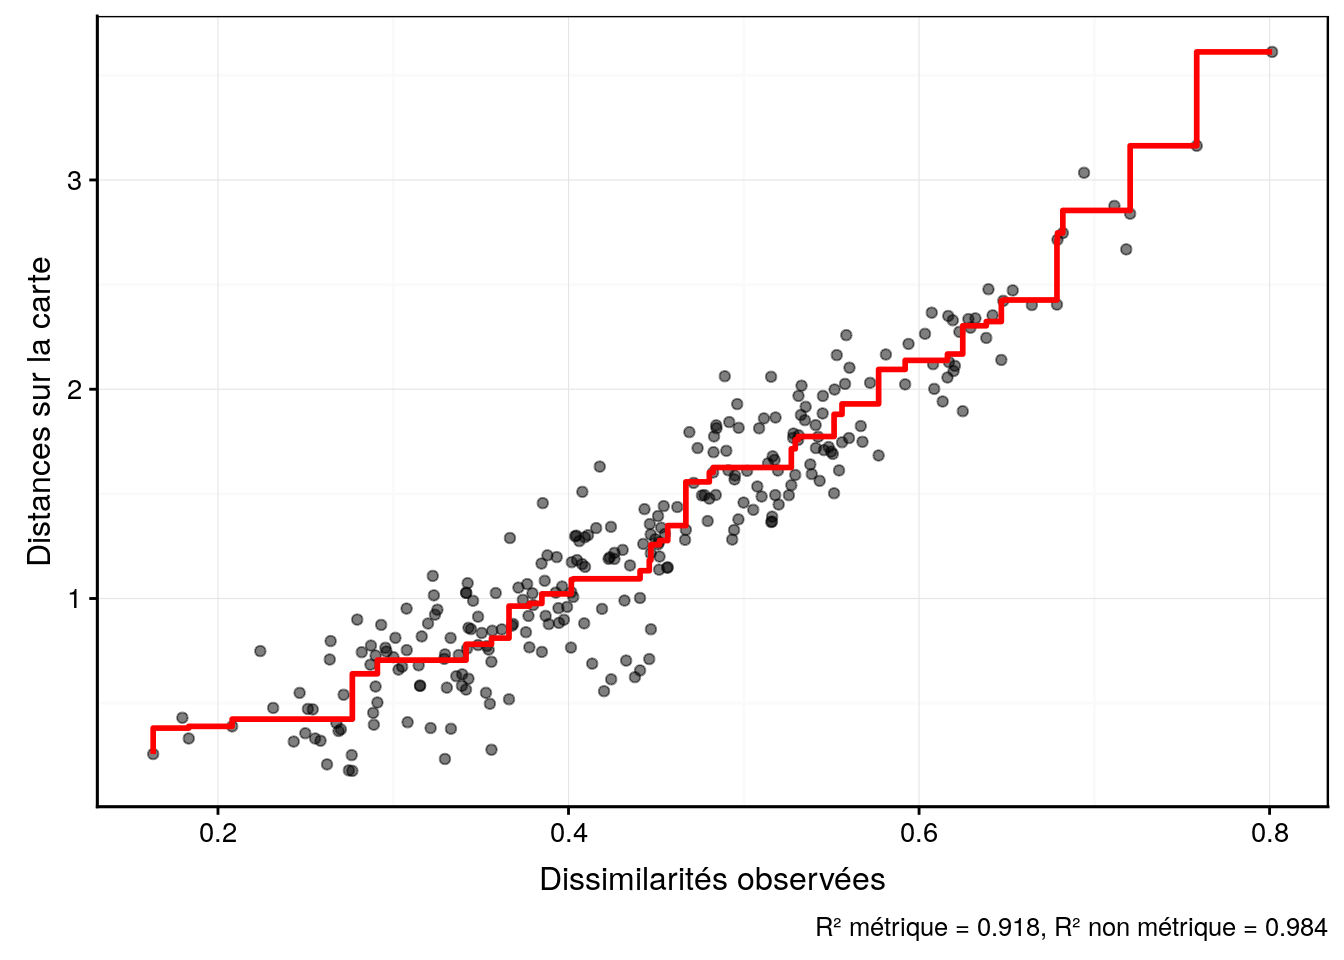 Distances sur la carte
3
2
1
0.2 0.4 0.6 0.8
Dissimilarités observées
R² métrique = 0.918, R² non métrique = 0.984